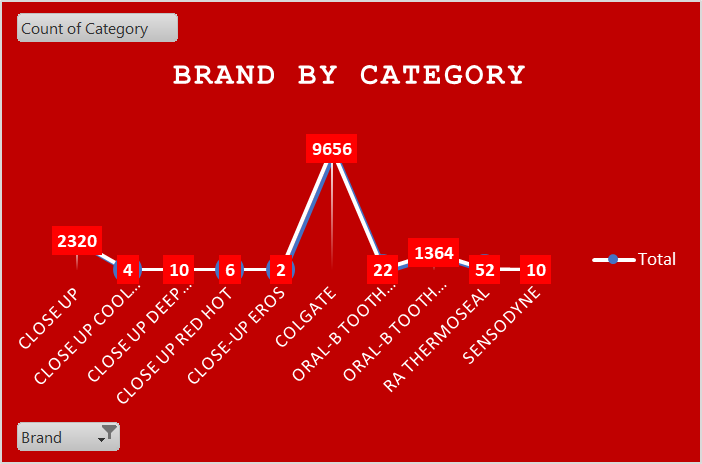 Count of Category
BRAND BY CATEGORY
9656
2320
1364
4
10
6
2
22
52
10
Total
CLOSE UP
CLOSE UP COOL...
CLOSE UP DEEP...
CLOSE UP RED HOT
CLOSE-UP EROS
COLGATE
ORAL-B TOOTH...
ORAL-B TOOTH...
RA THERMOSEAL
SENSODYNE
Brand